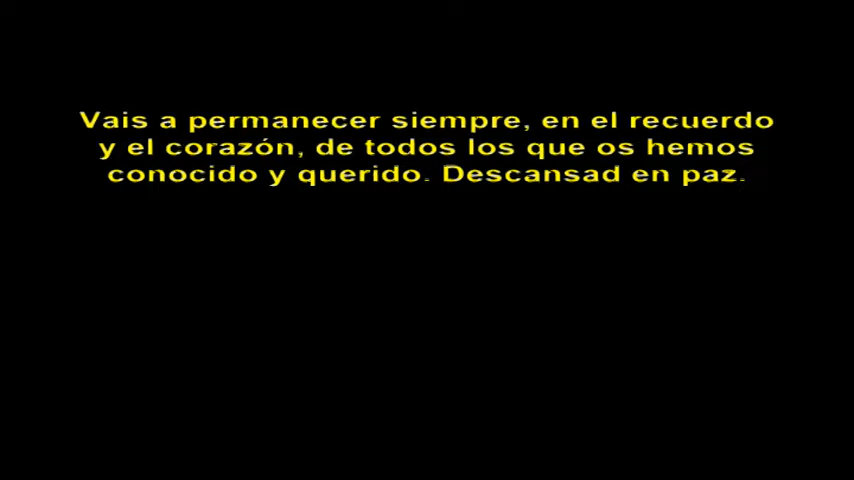 Vais a permanecer siempre, en el recuerdo
y el corazón, de todos los que os hemos
conocido y querido. Descansad en paz.